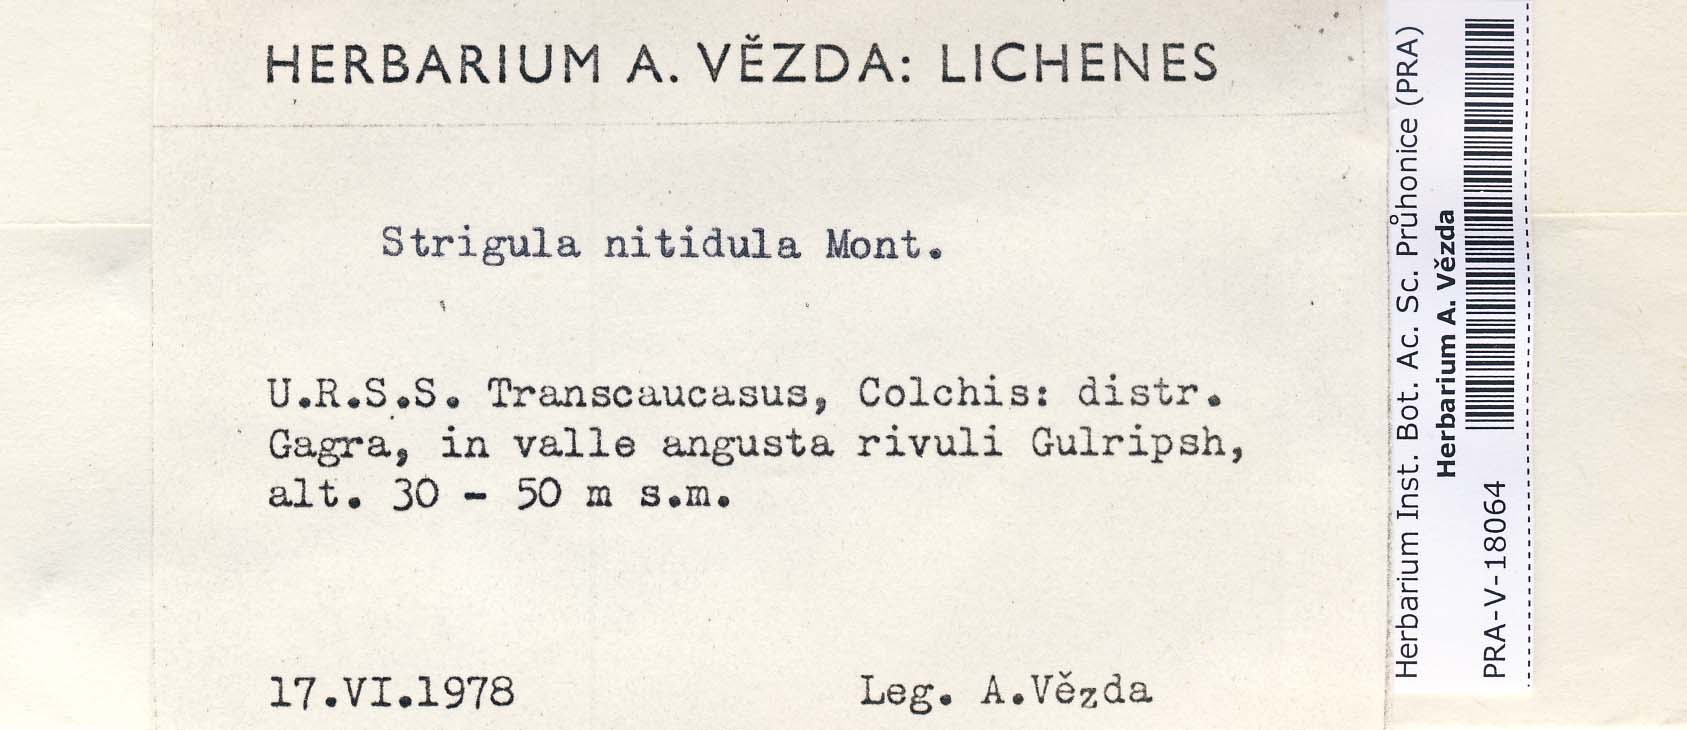 HERBARIUM A. VĚZDA: LICHENES
Strigula nitidula Mont.
U.R.S.S. Transcaucasus, Colchis: distr.
Gagra, in valle angusta rivuli Gulripsh,
alt. 30 - 50 m s.m.
17.VI.1978 Leg. A.Vězda
Herbarium Inst. Bot. Ac. Sc. Průhonice (PRA)
Herbarium A. Vězda
PRA-V-18064